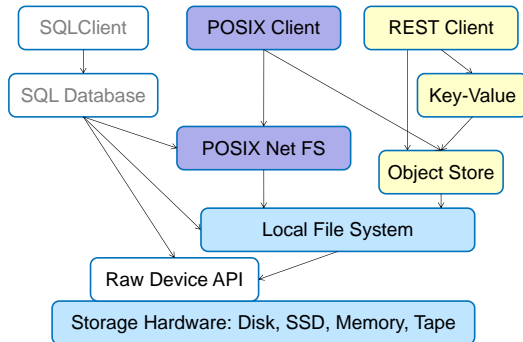 SQLClient
POSIX Client
REST Client
SQL Database
Key-Value
POSIX Net FS
Object Store
Local File System
Raw Device API
Storage Hardware: Disk, SSD, Memory, Tape